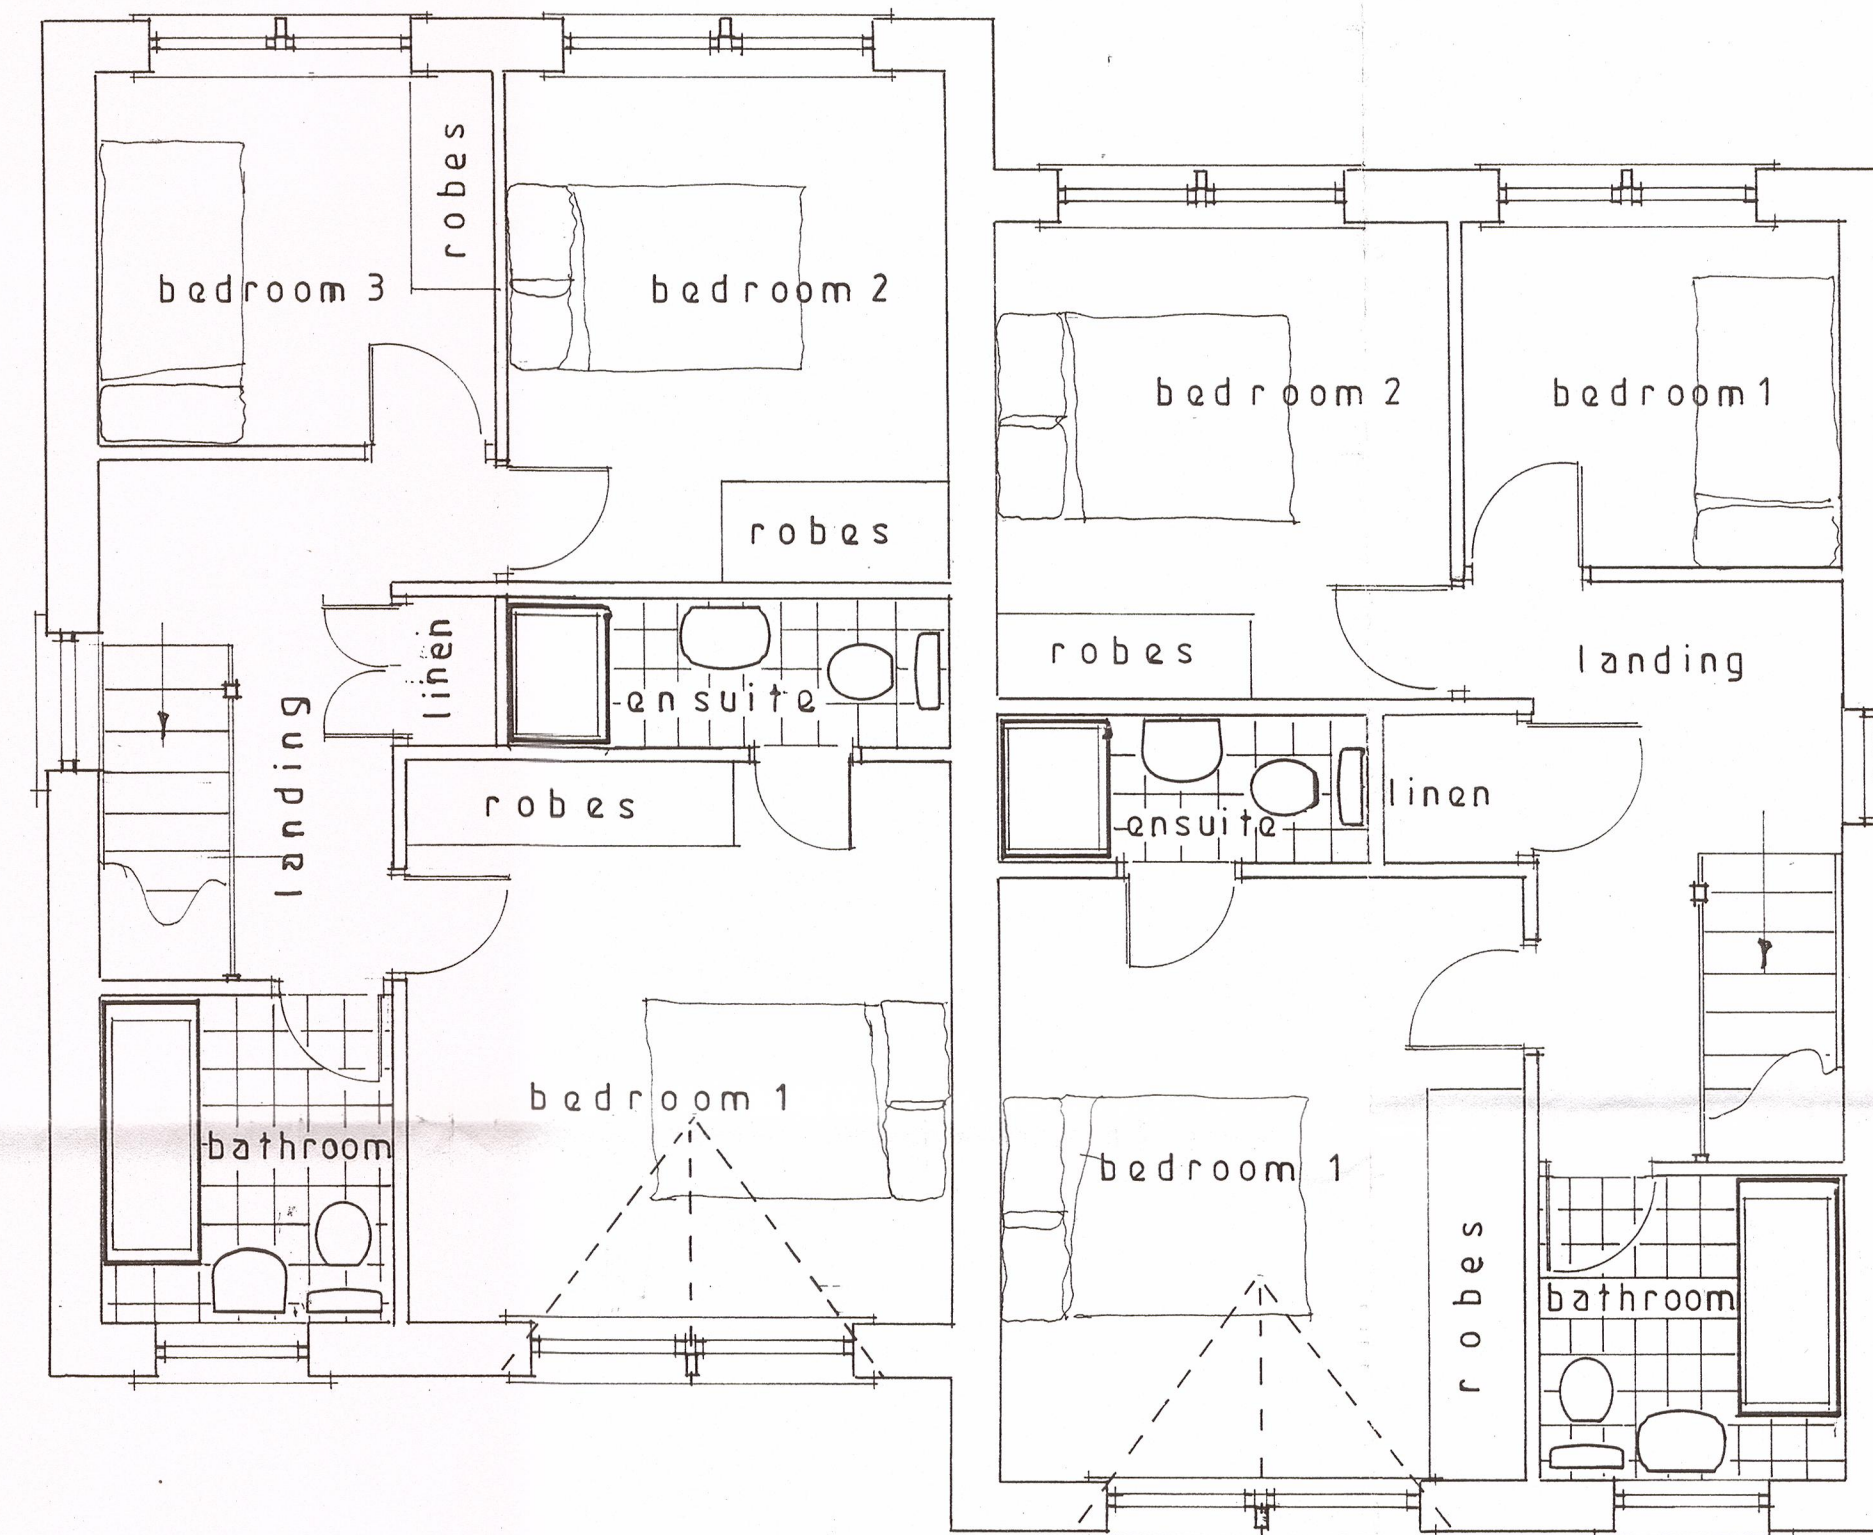 robes
bedroom 3
bedroom 2
robes
linen
ensuite
landing
robes
bedroom 1
bathroom
bedroom 2
bedroom 1
robes
landing
linen
ensuite
bedroom 1
robes
bathroom